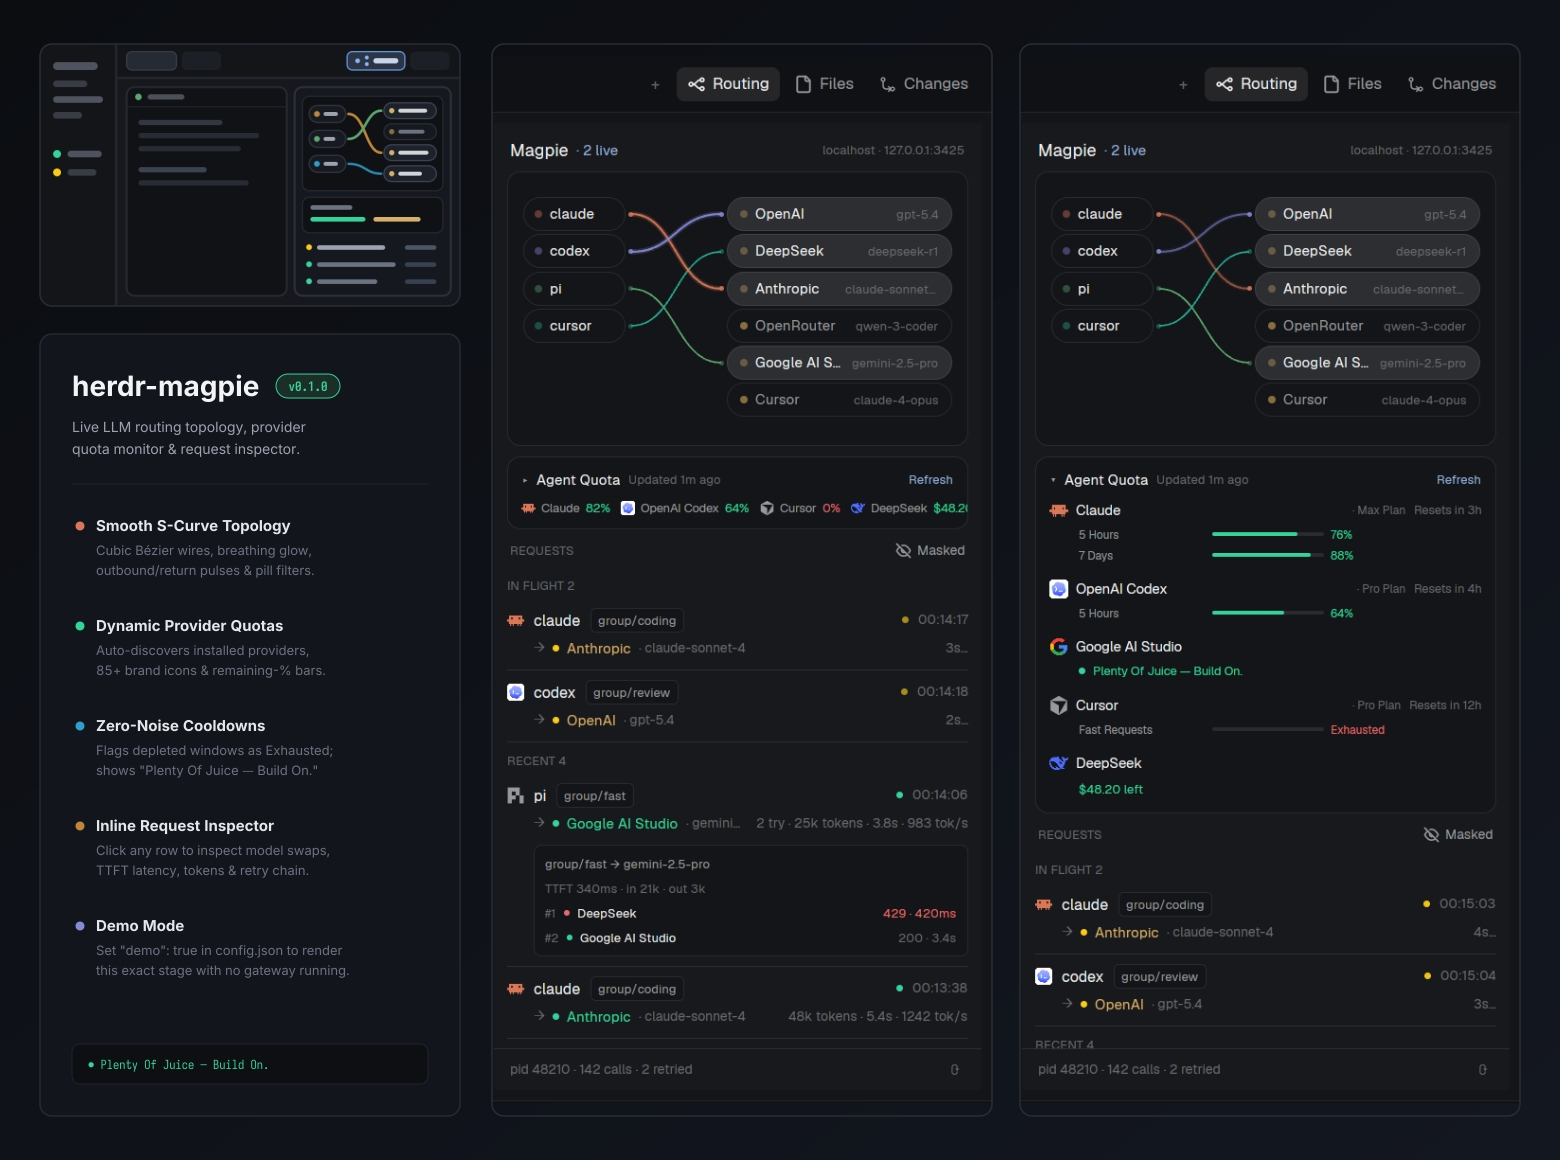 herdr-magpie v0.1.0
Live LLM routing topology, provider
quota monitor & request inspector.
Smooth S-Curve Topology
Cubic Bézier wires, breathing glow,
outbound/return pulses & pill filters.
Dynamic Provider Quotas
Auto-discovers installed providers,
85+ brand icons & remaining-% bars.
Zero-Noise Cooldowns
Flags depleted windows as Exhausted;
shows "Plenty Of Juice — Build On."
Inline Request Inspector
Click any row to inspect model swaps,
TTFT latency, tokens & retry chain.
Demo Mode
Set "demo": true in config.json to render
this exact stage with no gateway running.
Plenty Of Juice — Build On.
+ Routing Files Changes
Magpie · 2 live localhost · 127.0.0.1:3425
claude OpenAI gpt-5.4
codex DeepSeek deepseek-r1
pi Anthropic claude-sonnet…
OpenRouter qwen-3-coder
cursor
Google AI S… gemini-2.5-pro
Cursor claude-4-opus
Agent Quota Updated 1m ago Refresh
Claude 82% OpenAI Codex 64% Cursor 0% DeepSeek $48.20
REQUESTS Masked
IN FLIGHT 2
claude group/coding 00:14:17
→ Anthropic · claude-sonnet-4 3s…
codex group/review 00:14:18
→ OpenAI · gpt-5.4 2s…
RECENT 4
pi group/fast 00:14:06
→ Google AI Studio · gemini… 2 try · 25k tokens · 3.8s · 983 tok/s
group/fast → gemini-2.5-pro
TTFT 340ms · in 21k · out 3k
#1 DeepSeek 429 · 420ms
#2 Google AI Studio 200 · 3.4s
claude group/coding 00:13:38
→ Anthropic · claude-sonnet-4 48k tokens · 5.4s · 1242 tok/s
pid 48210 · 142 calls · 2 retried
+ Routing Files Changes
Magpie · 2 live localhost · 127.0.0.1:3425
claude OpenAI gpt-5.4
codex DeepSeek deepseek-r1
pi Anthropic claude-sonnet…
cursor OpenRouter qwen-3-coder
Google AI S… gemini-2.5-pro
Cursor claude-4-opus
Agent Quota Updated 1m ago Refresh
Claude · Max Plan Resets in 3h
5 Hours 76%
7 Days 88%
OpenAI Codex · Pro Plan Resets in 4h
5 Hours 64%
Google AI Studio
Plenty Of Juice — Build On.
Cursor · Pro Plan Resets in 12h
Fast Requests Exhausted
DeepSeek
$48.20 left
REQUESTS Masked
IN FLIGHT 2
claude group/coding 00:15:03
→ Anthropic · claude-sonnet-4 4s…
codex group/review 00:15:04
→ OpenAI · gpt-5.4 3s…
RECENT 4
pid 48210 · 142 calls · 2 retried